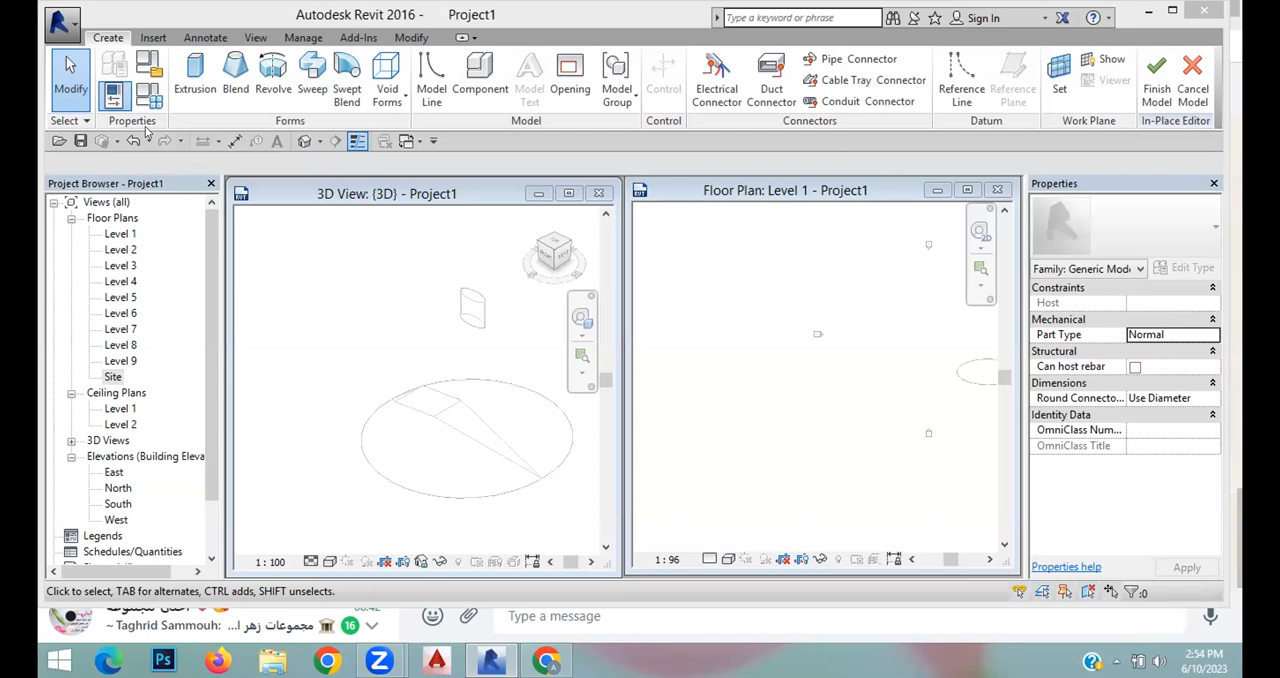 Autodesk Revit 2016 - Project1
Type a keyword or phrase
Sign In
Create Insert Annotate View Manage Add-Ins Modify
Modify
Extrusion Blend Revolve Sweep Swept Blend Void Forms
Model Line Component Model Text Opening Model Group
Control
Electrical Connector Duct Connector
Pipe Connector
Cable Tray Connector
Conduit Connector
Reference Line Reference Plane
Set
Show
Viewer
Finish Model Cancel Model
Select Properties Forms Model Control Connectors Datum Work Plane In-Place Editor
Project Browser - Project1
Views (all)
Floor Plans
Level 1
Level 2
Level 3
Level 4
Level 5
Level 6
Level 7
Level 8
Level 9
Site
Ceiling Plans
Level 1
Level 2
3D Views
Elevations (Building Eleva
East
North
South
West
Legends
Schedules/Quantities
3D View: {3D} - Project1
1 : 100
Floor Plan: Level 1 - Project1
2D
1 : 96
Properties
Family: Generic Mod
Edit Type
Constraints
Host
Mechanical
Part Type Normal
Structural
Can host rebar
Dimensions
Round Connecto... Use Diameter
Identity Data
OmniClass Num...
OmniClass Title
Properties help
Apply
Click to select, TAB for alternates, CTRL adds, SHIFT unselects.
:0
~ Taghrid Sammouh: مجموعات زهر ا...
16
Type a message
2:54 PM
6/10/2023